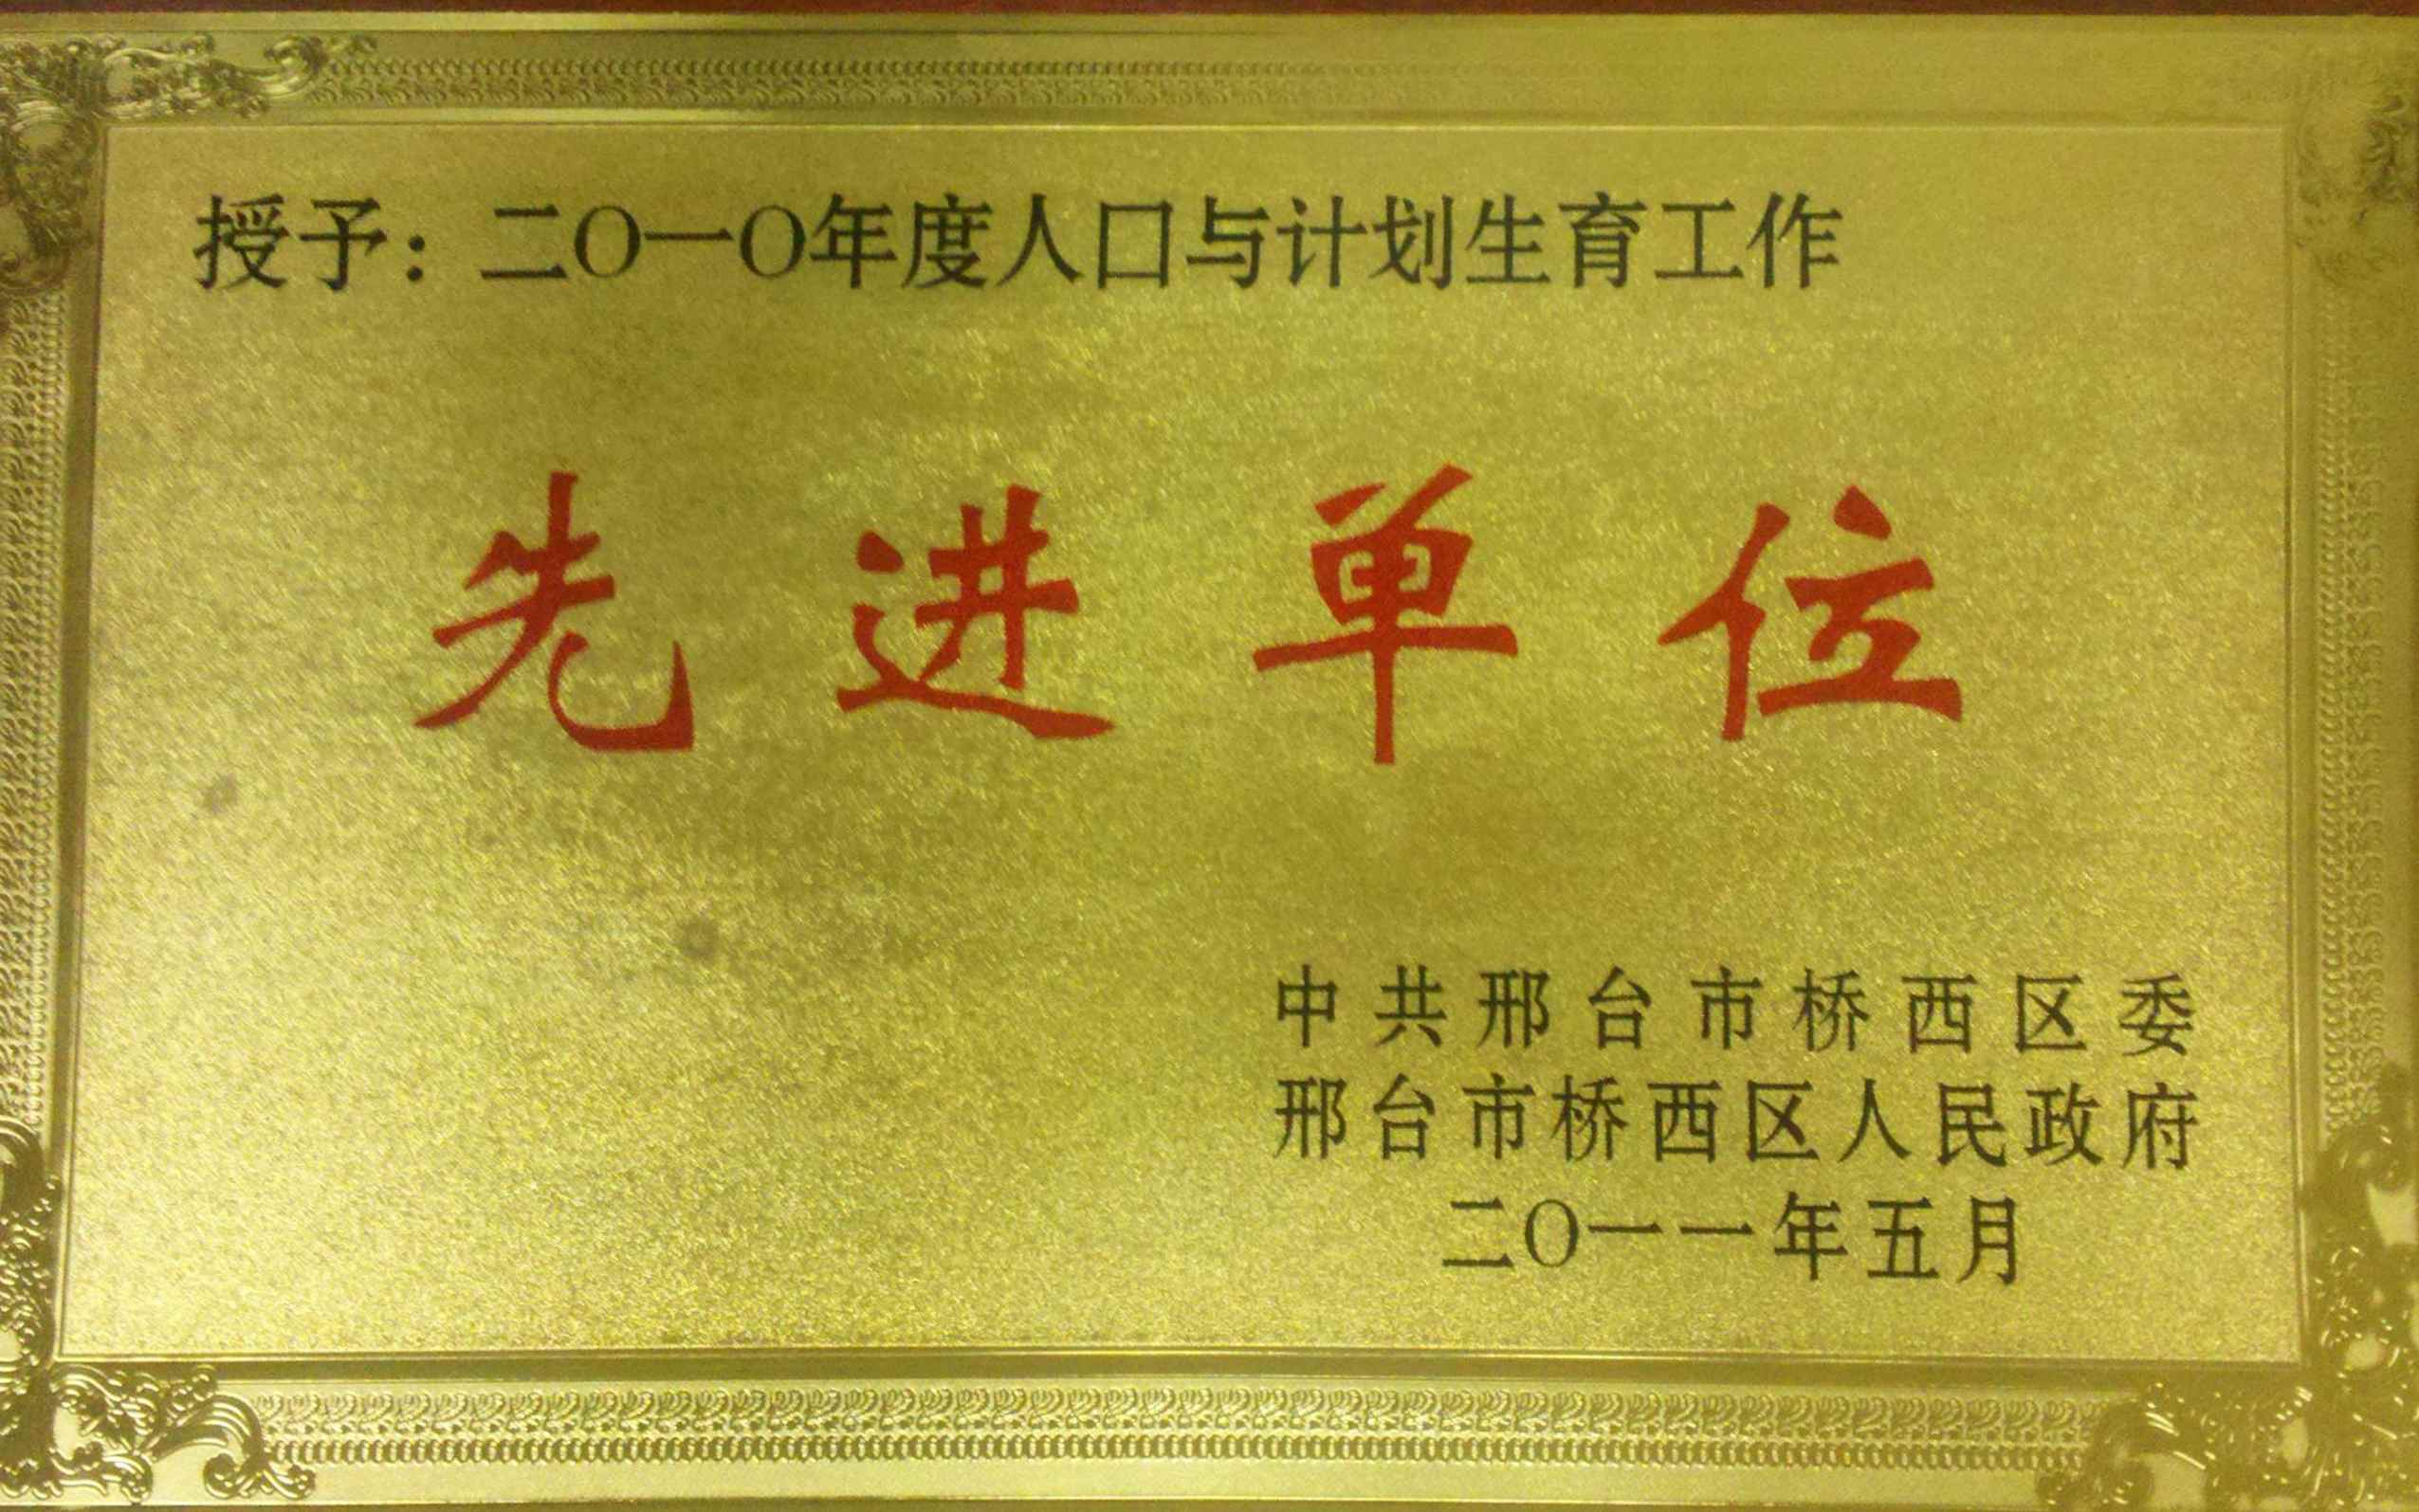 授予：二〇一〇年度人口与计划生育工作
先进单位
中共邢台市桥西区委
邢台市桥西区人民政府
二〇一一年五月